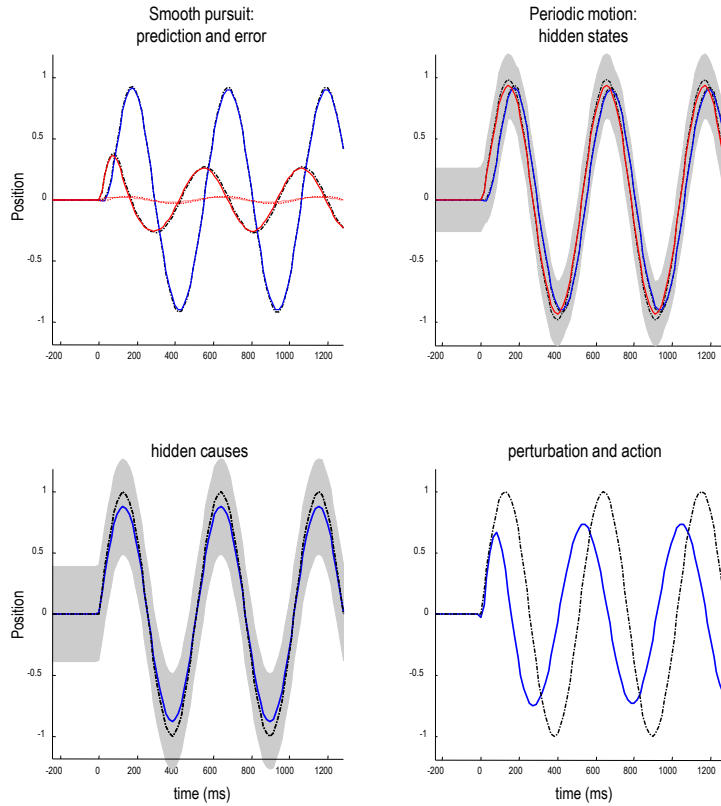 Smooth pursuit:
prediction and error
Periodic motion:
hidden states
1
0.5
0
-0.5
-1
Position
-200 0 200 400 600 800 1000 1200
1
0.5
0
-0.5
-1
-200 0 200 400 600 800 1000 1200
hidden causes
perturbation and action
1
0.5
0
-0.5
-1
Position
-200 0 200 400 600 800 1000 1200
time (ms)
1
0.5
0
-0.5
-1
-200 0 200 400 600 800 1000 1200
time (ms)